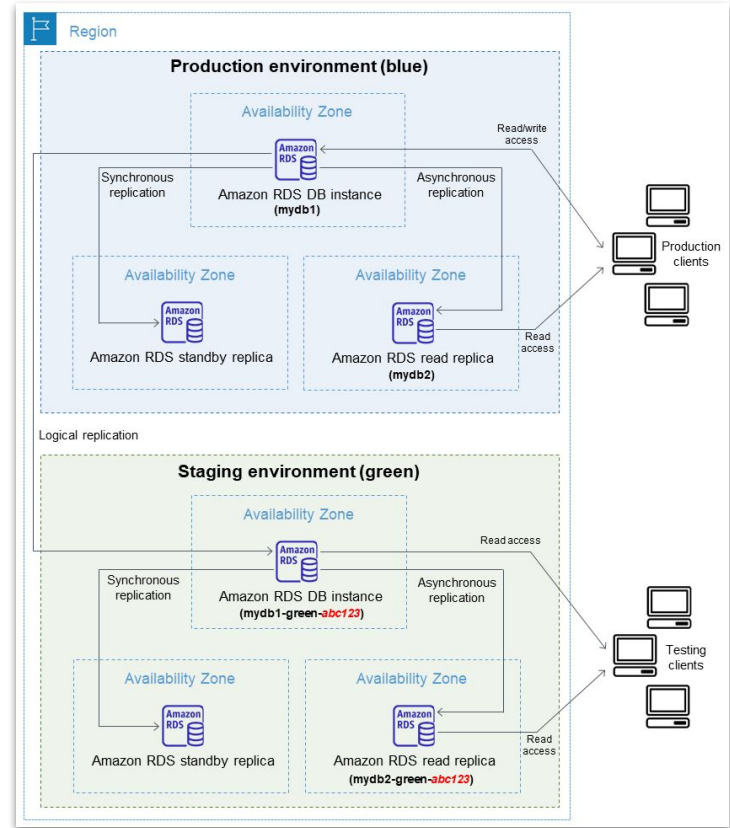 Region
Production environment (blue)
Availability Zone
Read/write
access
Amazon
RDS
Synchronous
replication
Asynchronous
replication
Amazon RDS DB instance
(mydb1)
Production
clients
Availability Zone
Availability Zone
Amazon
RDS
Amazon
RDS
Read
access
Amazon RDS standby replica
Amazon RDS read replica
(mydb2)
Logical replication
Staging environment (green)
Availability Zone
Read access
Amazon
RDS
Synchronous
replication
Asynchronous
replication
Amazon RDS DB instance
(mydb1-green-abc123)
Testing
clients
Availability Zone
Availability Zone
Amazon
RDS
Amazon
RDS
Read
access
Amazon RDS standby replica
Amazon RDS read replica
(mydb2-green-abc123)